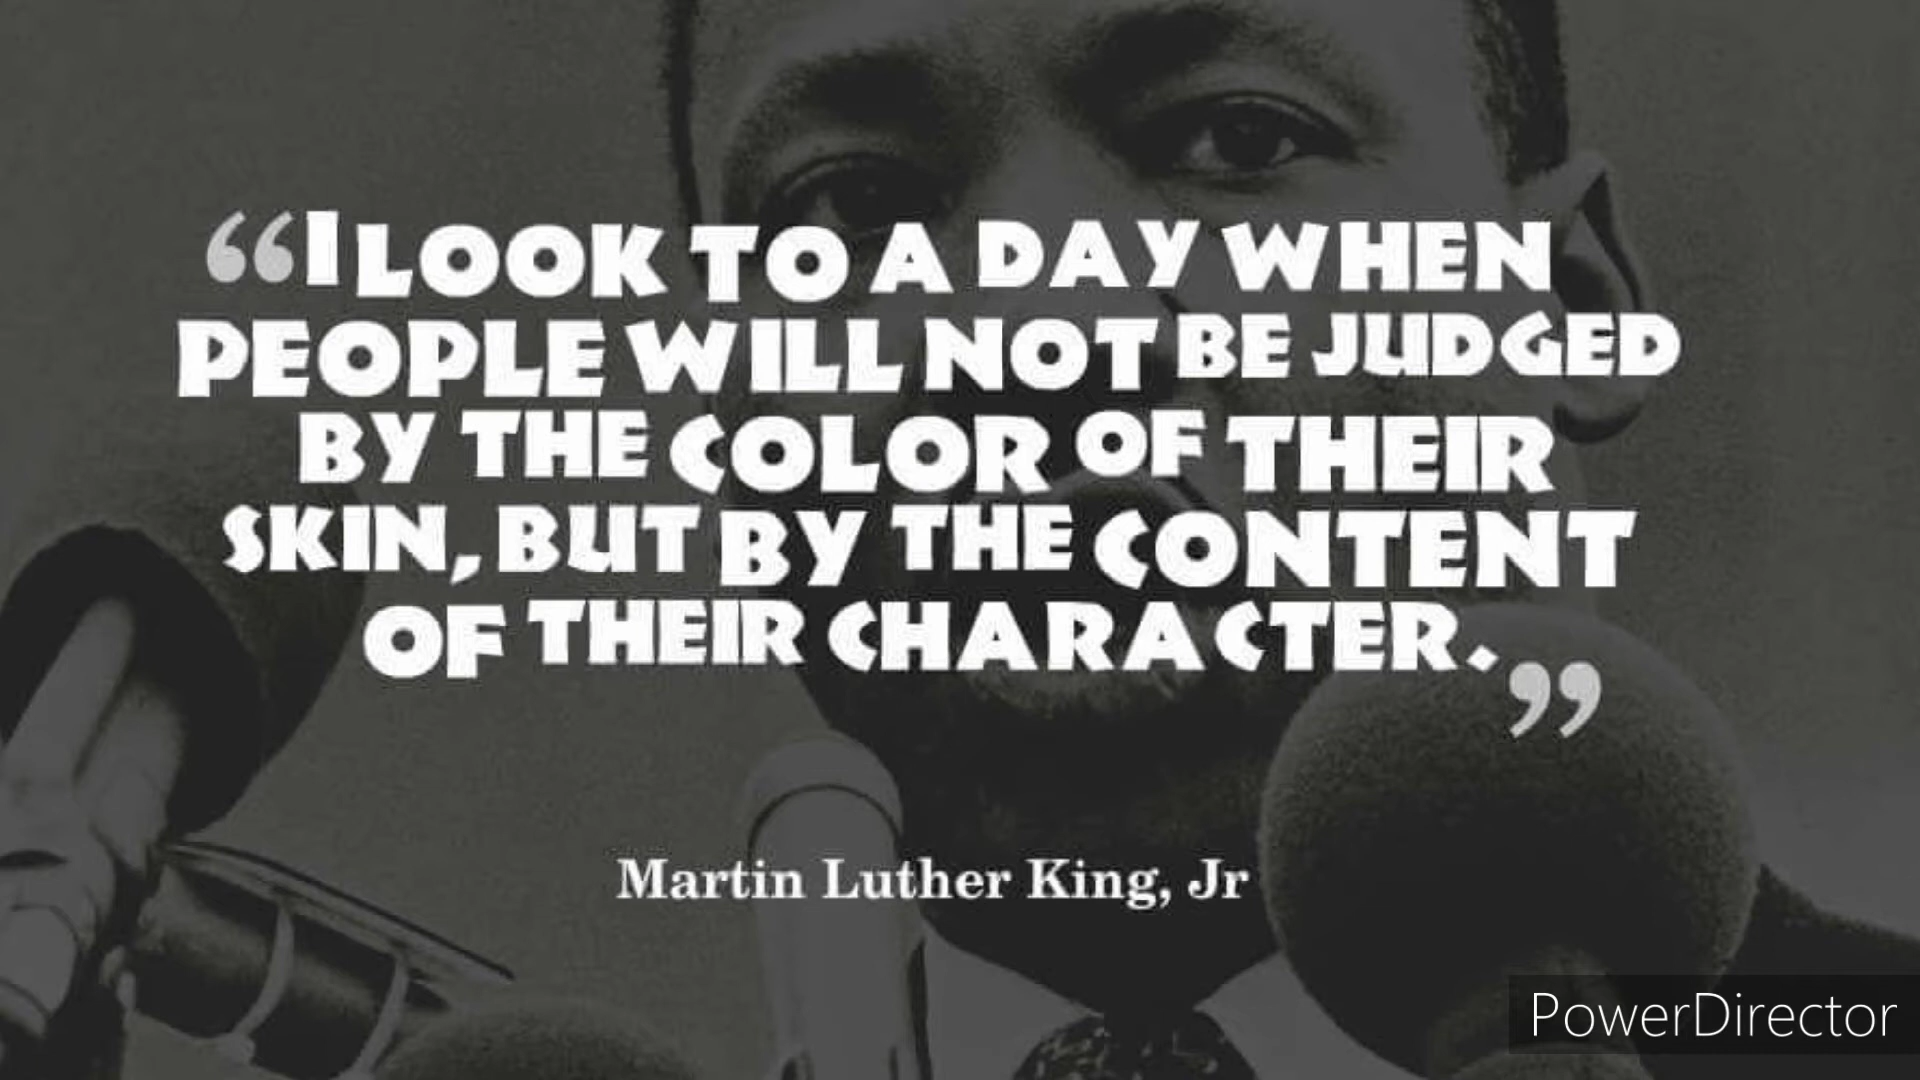 “I LOOK TO A DAY WHEN
PEOPLE WILL NOT BE JUDGED
BY THE COLOR OF THEIR
SKIN, BUT BY THE CONTENT
OF THEIR CHARACTER.”
Martin Luther King, Jr
PowerDirector